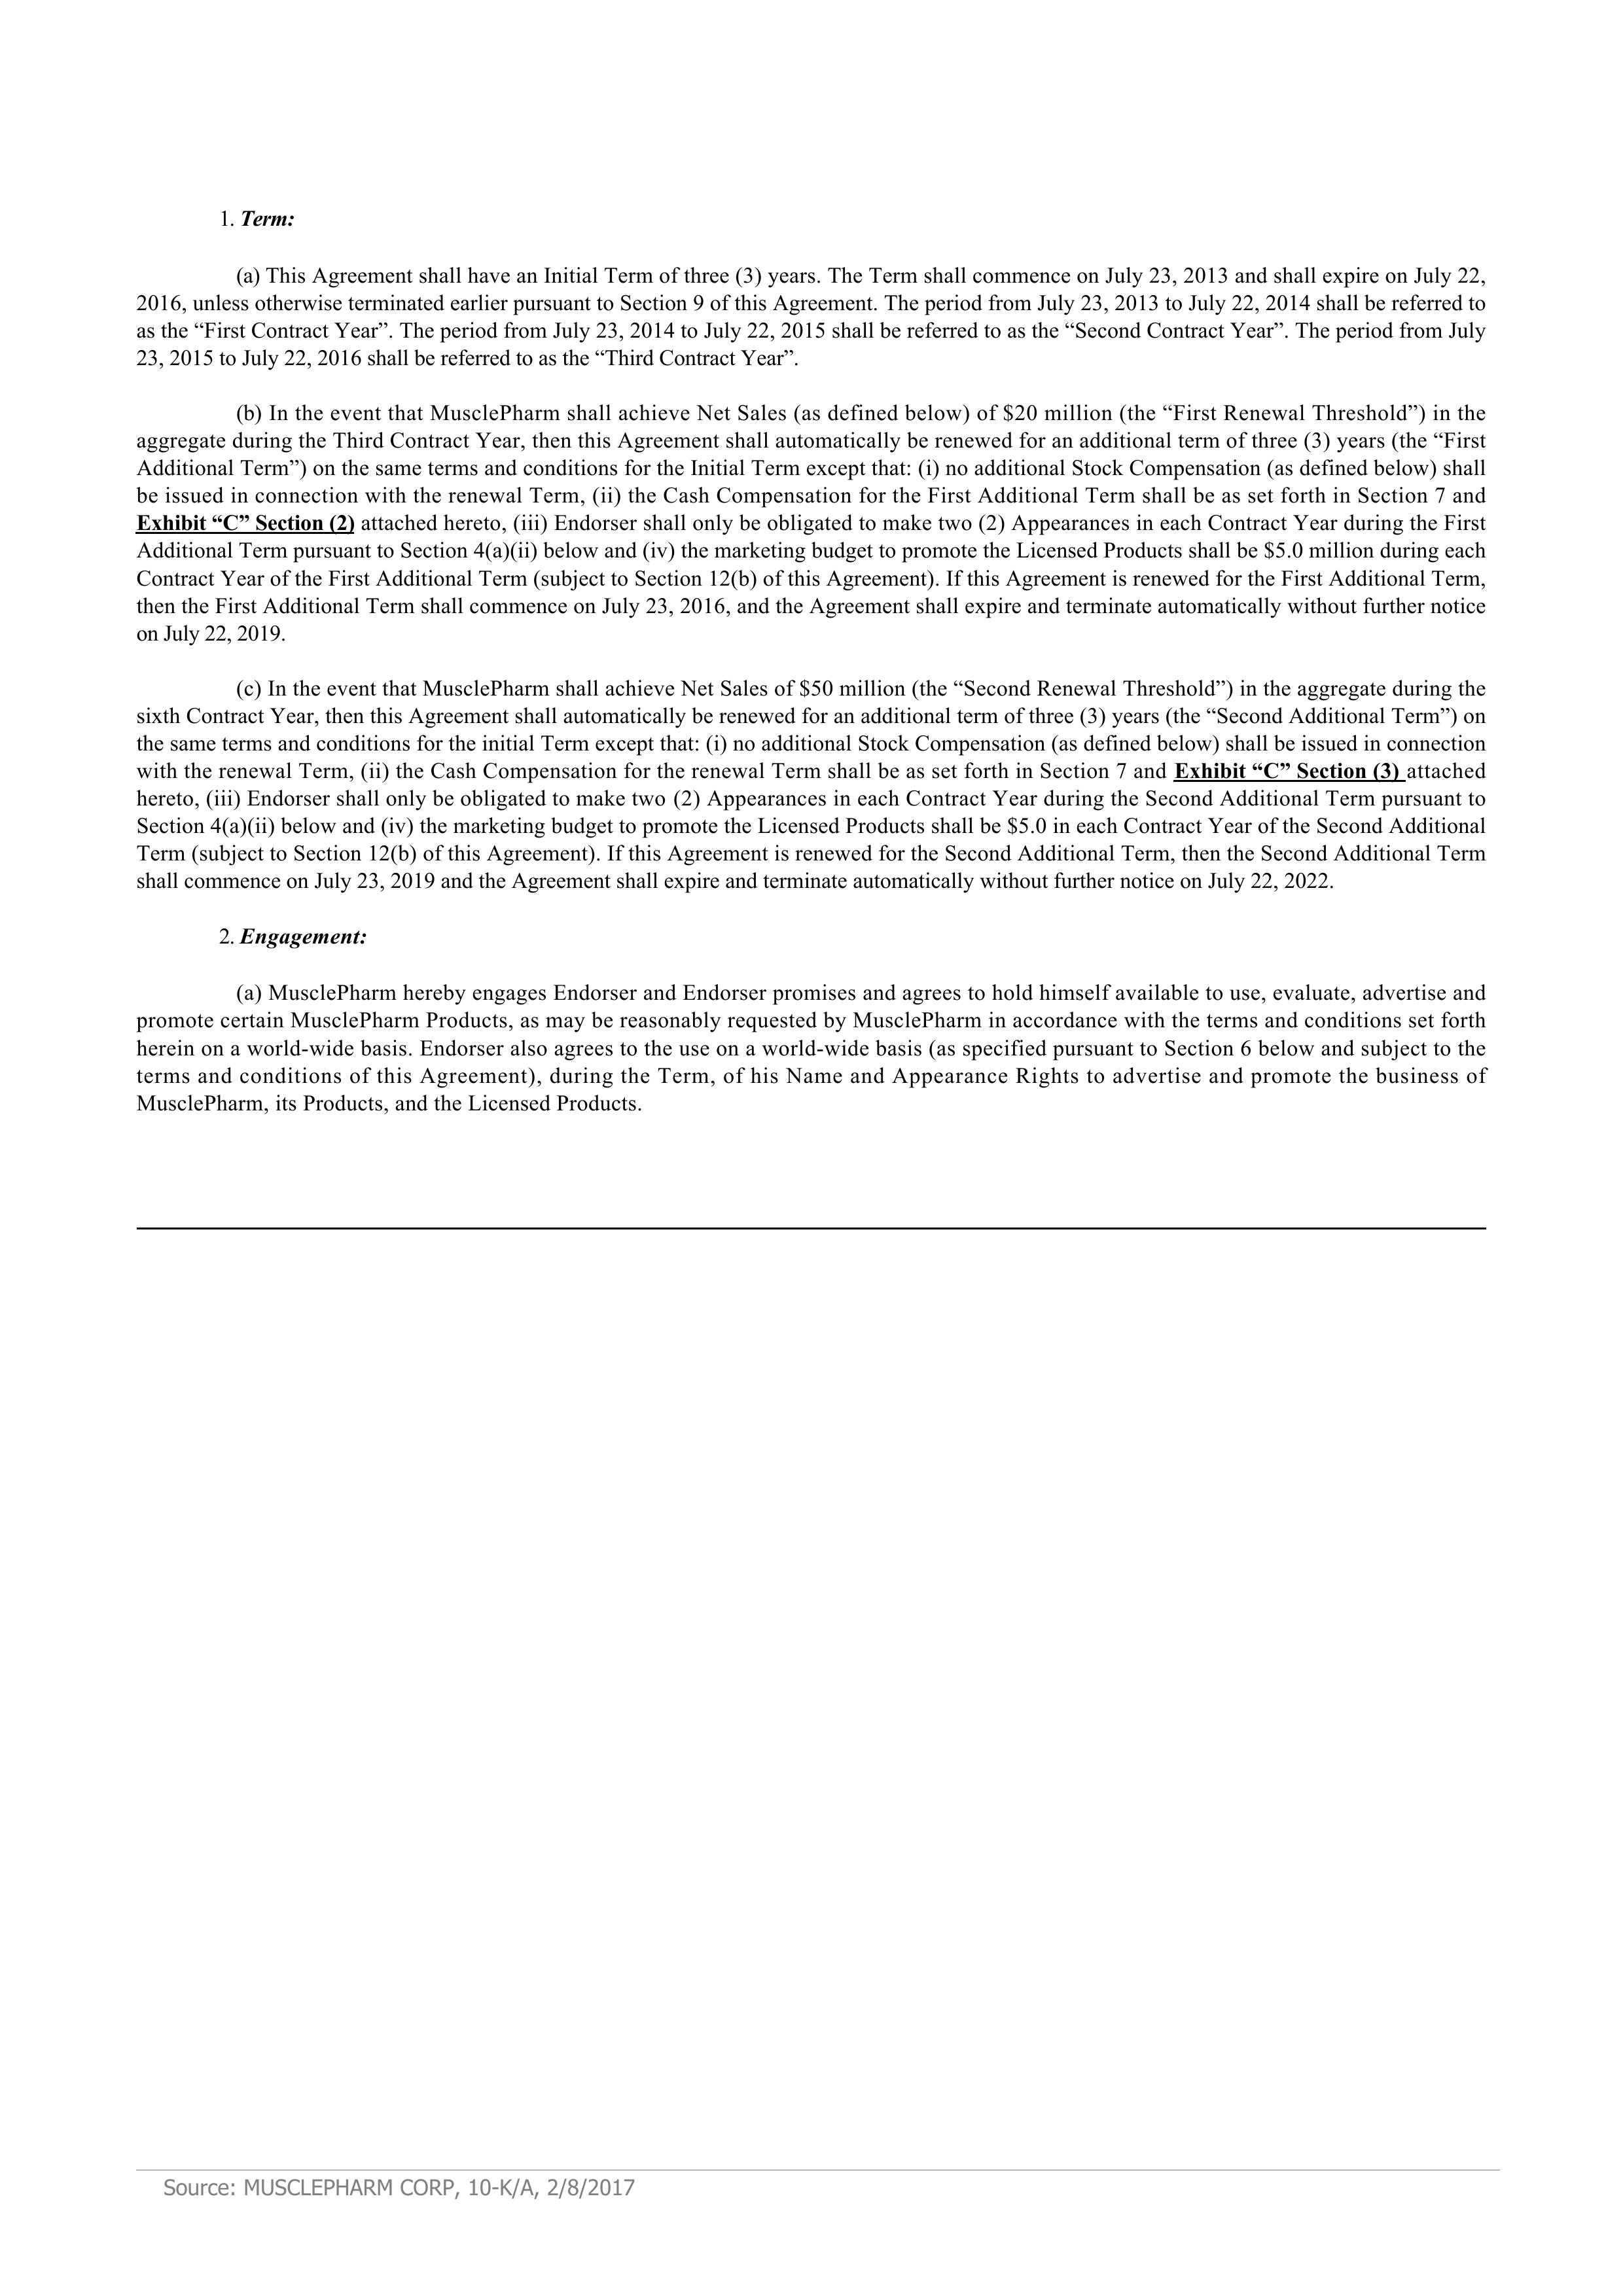 1. Term:
(a) This Agreement shall have an Initial Term of three (3) years. The Term shall commence on July 23, 2013 and shall expire on July 22,
2016, unless otherwise terminated earlier pursuant to Section 9 of this Agreement. The period from July 23, 2013 to July 22, 2014 shall be referred to
as the “First Contract Year”. The period from July 23, 2014 to July 22, 2015 shall be referred to as the “Second Contract Year”. The period from July
23, 2015 to July 22, 2016 shall be referred to as the “Third Contract Year”.
(b) In the event that MusclePharm shall achieve Net Sales (as defined below) of $20 million (the “First Renewal Threshold”) in the
aggregate during the Third Contract Year, then this Agreement shall automatically be renewed for an additional term of three (3) years (the “First
Additional Term”) on the same terms and conditions for the Initial Term except that: (i) no additional Stock Compensation (as defined below) shall
be issued in connection with the renewal Term, (ii) the Cash Compensation for the First Additional Term shall be as set forth in Section 7 and
Exhibit “C” Section (2) attached hereto, (iii) Endorser shall only be obligated to make two (2) Appearances in each Contract Year during the First
Additional Term pursuant to Section 4(a)(ii) below and (iv) the marketing budget to promote the Licensed Products shall be $5.0 million during each
Contract Year of the First Additional Term (subject to Section 12(b) of this Agreement). If this Agreement is renewed for the First Additional Term,
then the First Additional Term shall commence on July 23, 2016, and the Agreement shall expire and terminate automatically without further notice
on July 22, 2019.
(c) In the event that MusclePharm shall achieve Net Sales of $50 million (the “Second Renewal Threshold”) in the aggregate during the
sixth Contract Year, then this Agreement shall automatically be renewed for an additional term of three (3) years (the “Second Additional Term”) on
the same terms and conditions for the initial Term except that: (i) no additional Stock Compensation (as defined below) shall be issued in connection
with the renewal Term, (ii) the Cash Compensation for the renewal Term shall be as set forth in Section 7 and Exhibit “C” Section (3) attached
hereto, (iii) Endorser shall only be obligated to make two (2) Appearances in each Contract Year during the Second Additional Term pursuant to
Section 4(a)(ii) below and (iv) the marketing budget to promote the Licensed Products shall be $5.0 in each Contract Year of the Second Additional
Term (subject to Section 12(b) of this Agreement). If this Agreement is renewed for the Second Additional Term, then the Second Additional Term
shall commence on July 23, 2019 and the Agreement shall expire and terminate automatically without further notice on July 22, 2022.
2. Engagement:
(a) MusclePharm hereby engages Endorser and Endorser promises and agrees to hold himself available to use, evaluate, advertise and
promote certain MusclePharm Products, as may be reasonably requested by MusclePharm in accordance with the terms and conditions set forth
herein on a world-wide basis. Endorser also agrees to the use on a world-wide basis (as specified pursuant to Section 6 below and subject to the
terms and conditions of this Agreement), during the Term, of his Name and Appearance Rights to advertise and promote the business of
MusclePharm, its Products, and the Licensed Products.
Source: MUSCLEPHARM CORP, 10-K/A, 2/8/2017